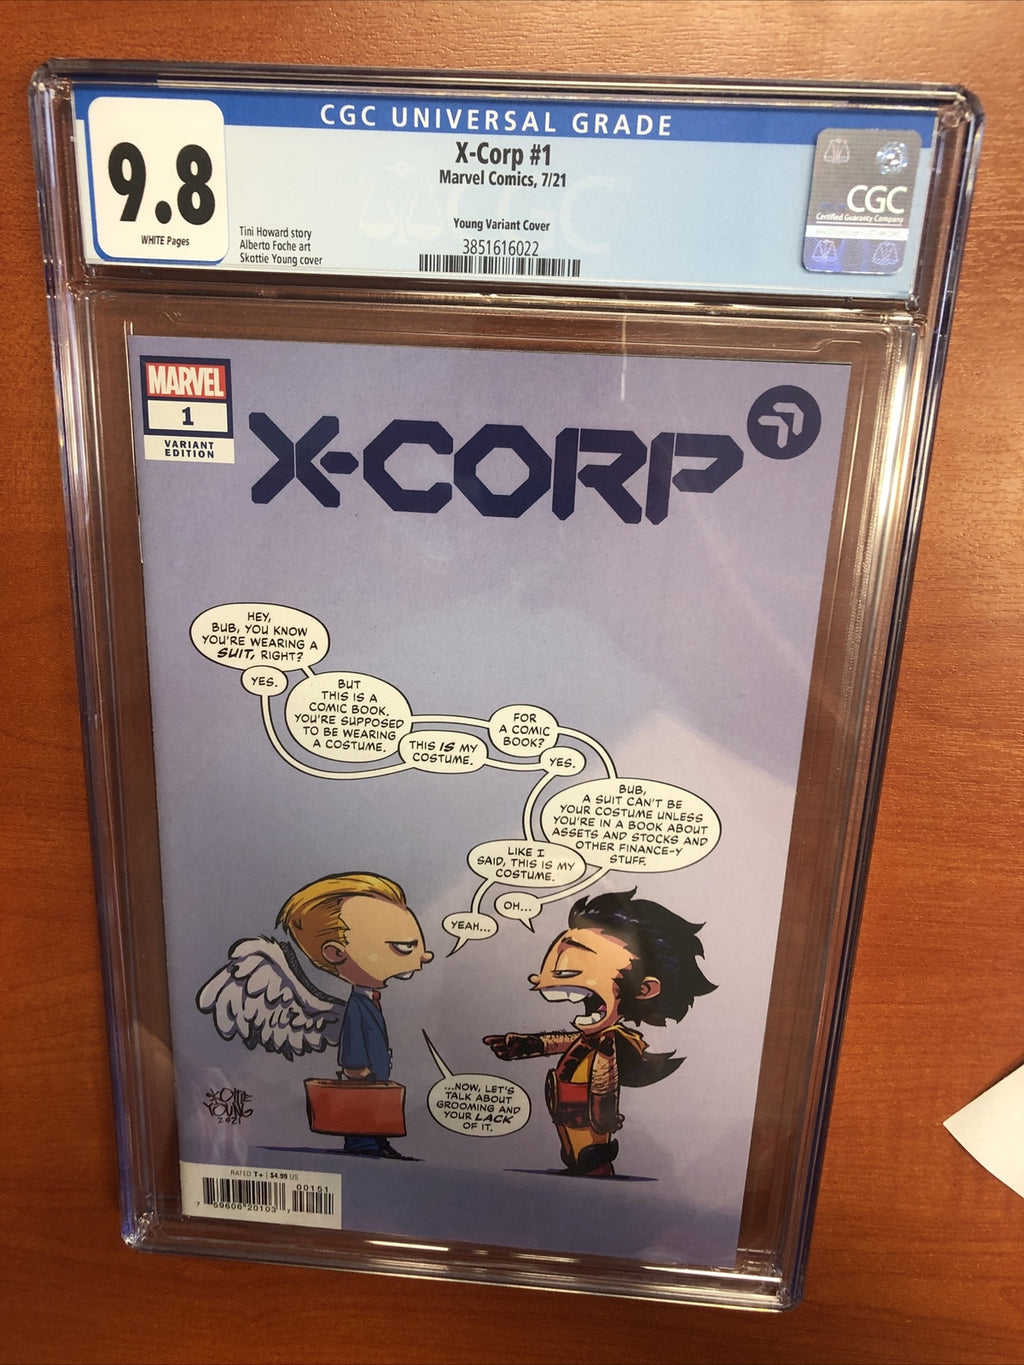 CGC UNIVERSAL GRADE
9.8
WHITE Pages
X-Corp #1
Marvel Comics, 7/21
Young Variant Cover
3851616022
Tini Howard story
Alberto Foche art
Skottie Young cover
CGC
Certified Guaranty Company
MARVEL
1
VARIANT
EDITION
X-CORP
HEY,
BUB, YOU KNOW
YOU'RE WEARING A
SUIT, RIGHT?
YES.
BUT
THIS IS A
COMIC BOOK.
YOU'RE SUPPOSED
TO BE WEARING
A COSTUME.
THIS IS MY
COSTUME.
FOR
A COMIC
BOOK?
YES.
BUB,
A SUIT CAN'T BE
YOUR COSTUME UNLESS
YOU'RE IN A BOOK ABOUT
ASSETS AND STOCKS AND
OTHER FINANCE-Y
STUFF.
LIKE I
SAID, THIS IS MY
COSTUME.
OH...
YEAH...
...NOW, LET'S
TALK ABOUT
GROOMING AND
YOUR LACK
OF IT.
SKOTTIE
YOUNG
2021
RATED T+ $4.99 US
00151
7 59606 20103 7